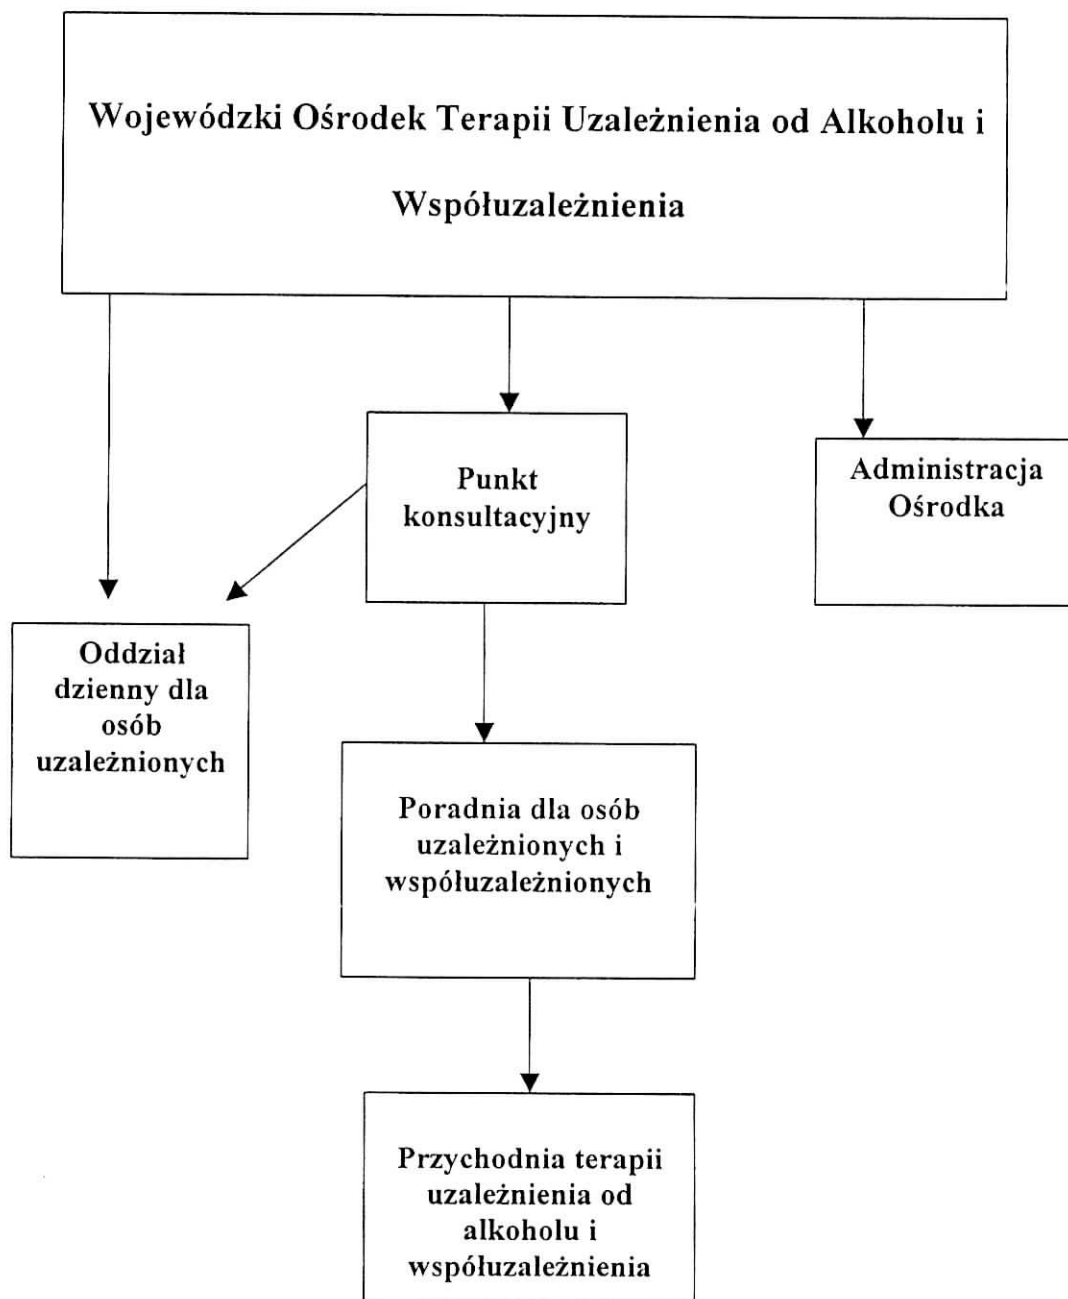 Wojewódzki Ośrodek Terapii Uzależnienia od Alkoholu i
Współuzależnienia
Punkt
konsultacyjny
Administracja
Ośrodka
Oddział
dzienny dla
osób
uzależnionych
Poradnia dla osób
uzależnionych i
współuzależnionych
Przychodnia terapii
uzależnienia od
alkoholu i
współuzależnienia